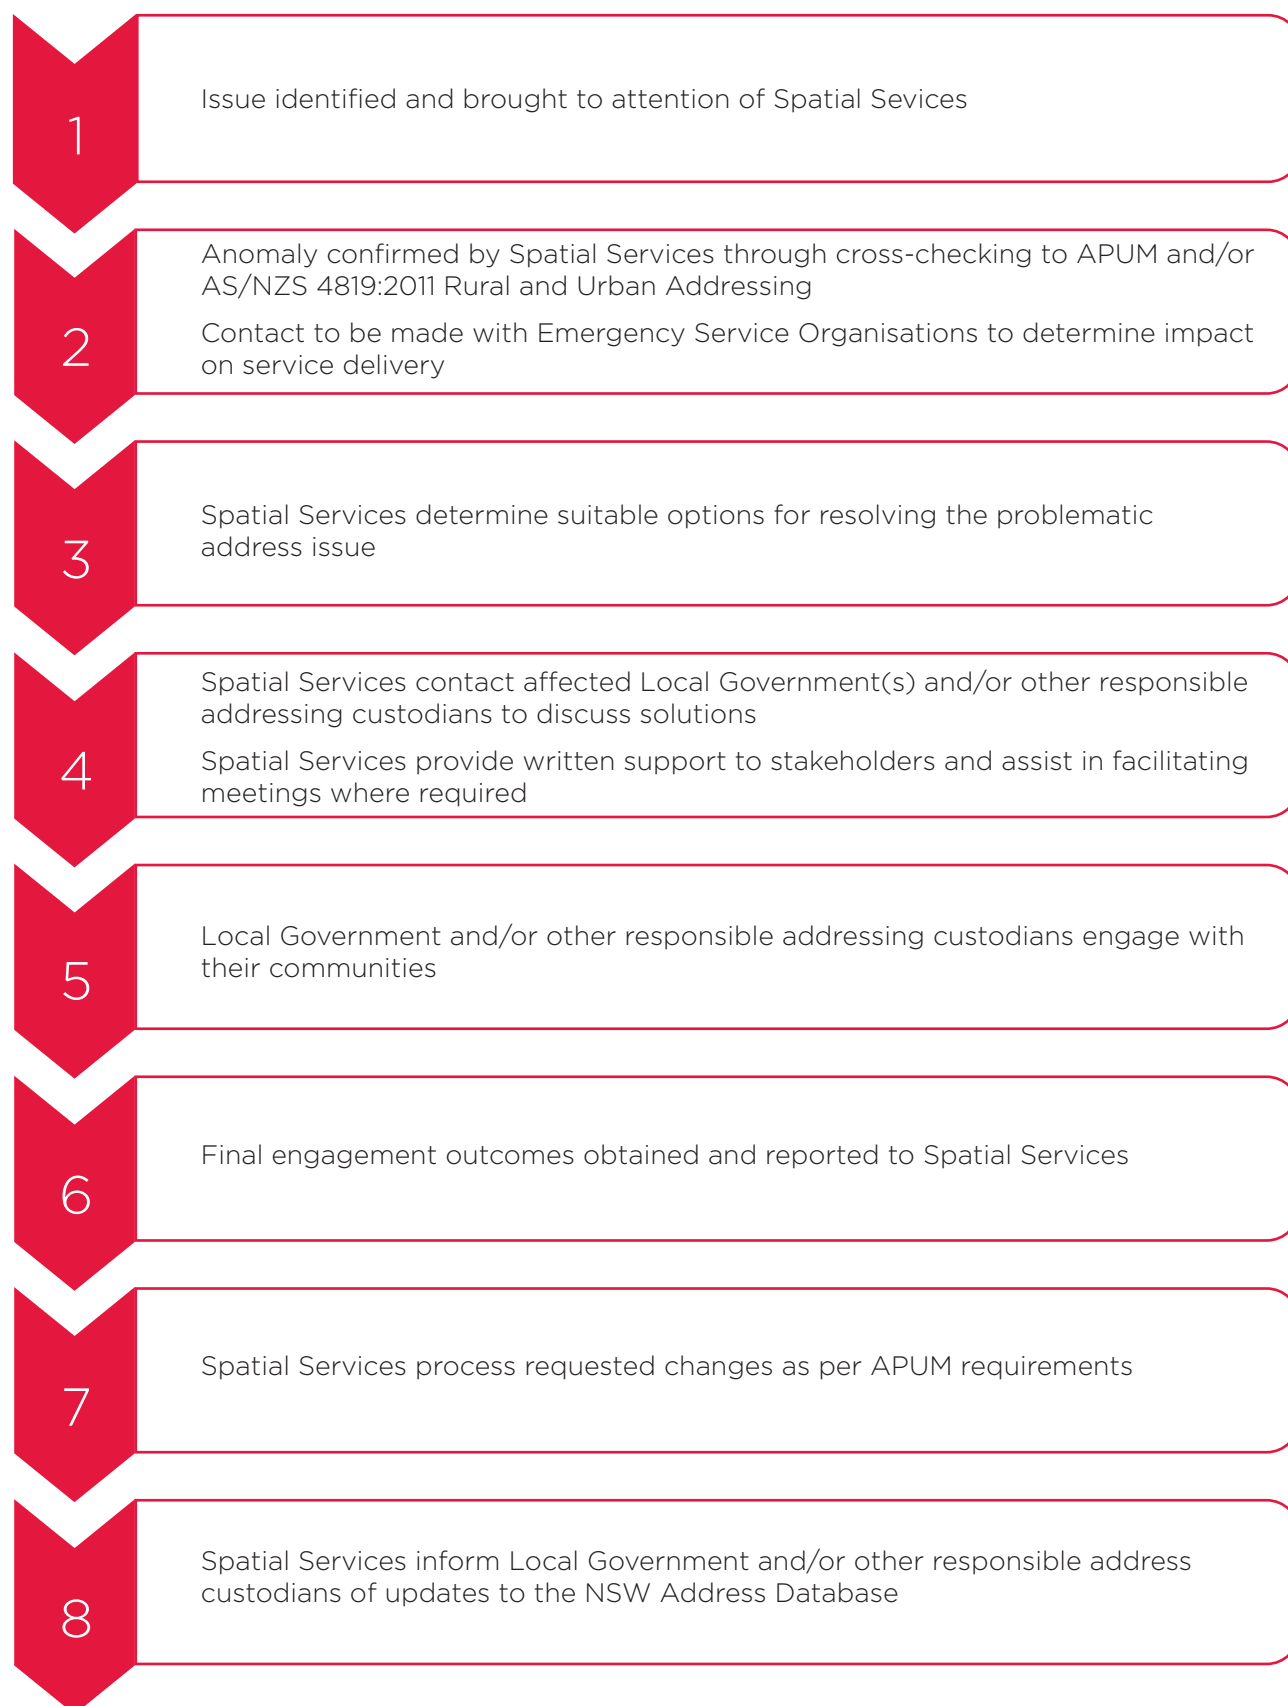 1
Issue identified and brought to attention of Spatial Sevices
2
Anomaly confirmed by Spatial Services through cross-checking to APUM and/or
AS/NZS 4819:2011 Rural and Urban Addressing
Contact to be made with Emergency Service Organisations to determine impact
on service delivery
3
Spatial Services determine suitable options for resolving the problematic
address issue
4
Spatial Services contact affected Local Government(s) and/or other responsible
addressing custodians to discuss solutions
Spatial Services provide written support to stakeholders and assist in facilitating
meetings where required
5
Local Government and/or other responsible addressing custodians engage with
their communities
6
Final engagement outcomes obtained and reported to Spatial Services
7
Spatial Services process requested changes as per APUM requirements
8
Spatial Services inform Local Government and/or other responsible address
custodians of updates to the NSW Address Database